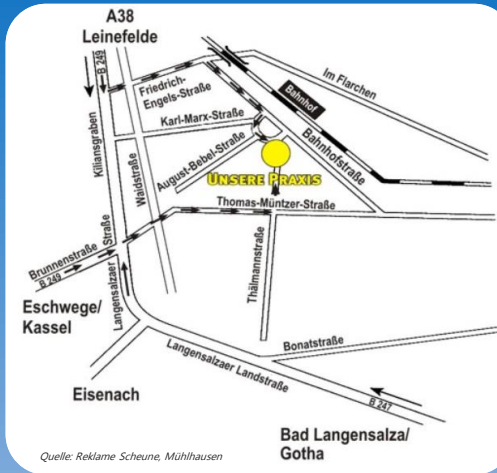 A38
Leinefelde
B 249
Im Flarchen
Friedrich-
Engels-Straße
Bahnhof
Karl-Marx-Straße
Kiliansgraben
Waldstraße
August-Bebel-Straße
Bahnhofstraße
UNSERE PRAXIS
Thomas-Müntzer-Straße
Brunnenstraße
B 249
Langensalzaer Straße
Thälmannstraße
Eschwege/
Kassel
Bonatstraße
Langensalzaer Landstraße
Eisenach
B 247
Bad Langensalza/
Gotha
Quelle: Reklame Scheune, Mühlhausen